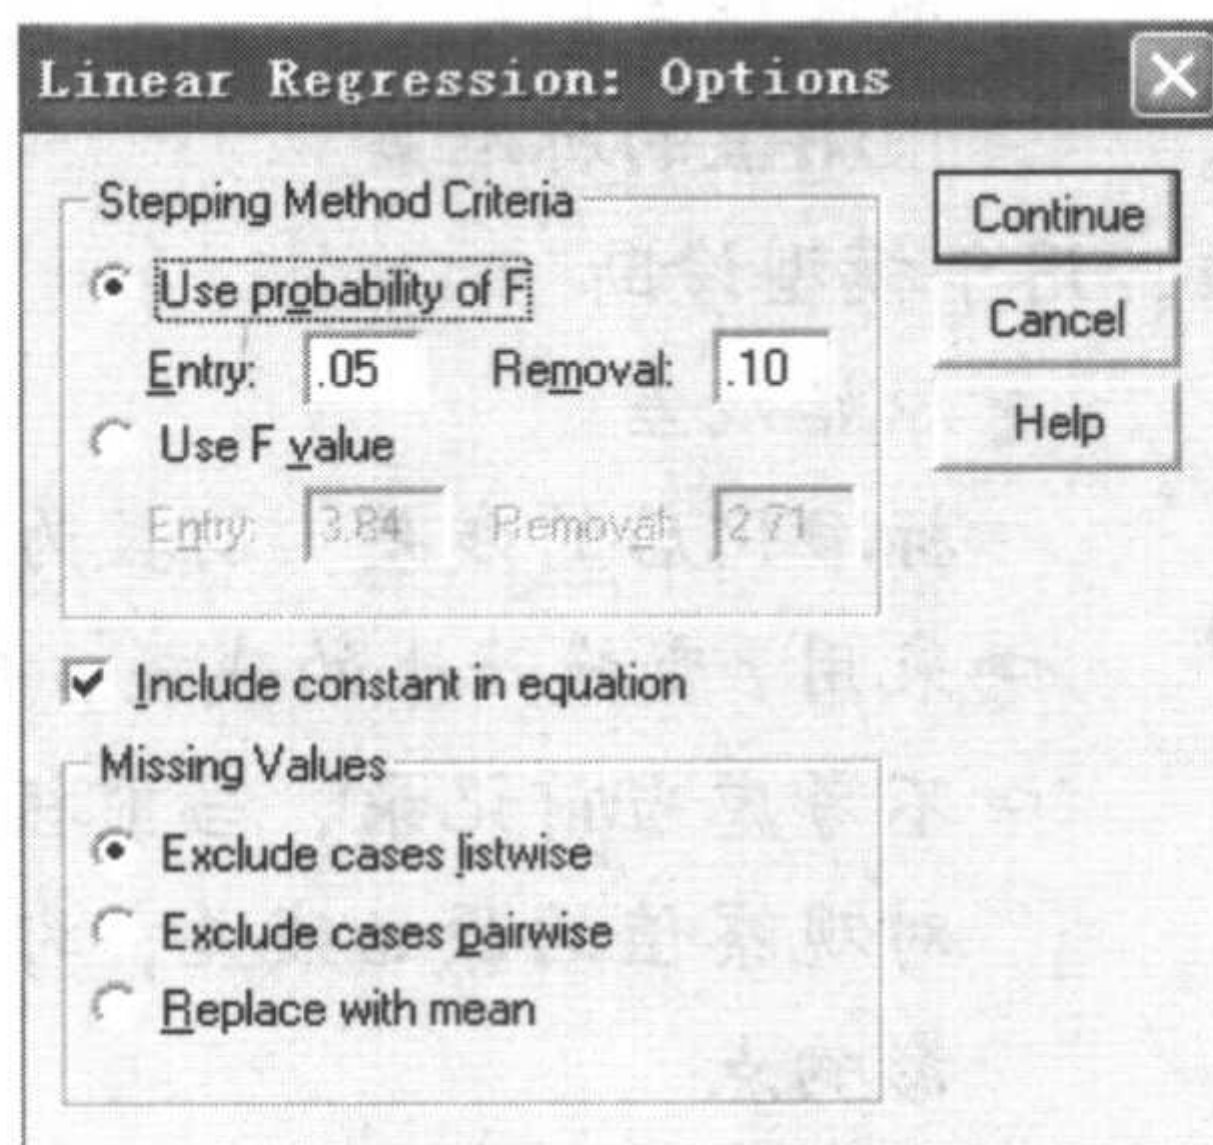 Linear Regression: Options
Stepping Method Criteria
Use probability of F
Entry: .05 Removal: .10
Use F value
Entry: 3.84 Removal: 2.71
Include constant in equation
Missing Values
Exclude cases listwise
Exclude cases pairwise
Replace with mean
Continue
Cancel
Help